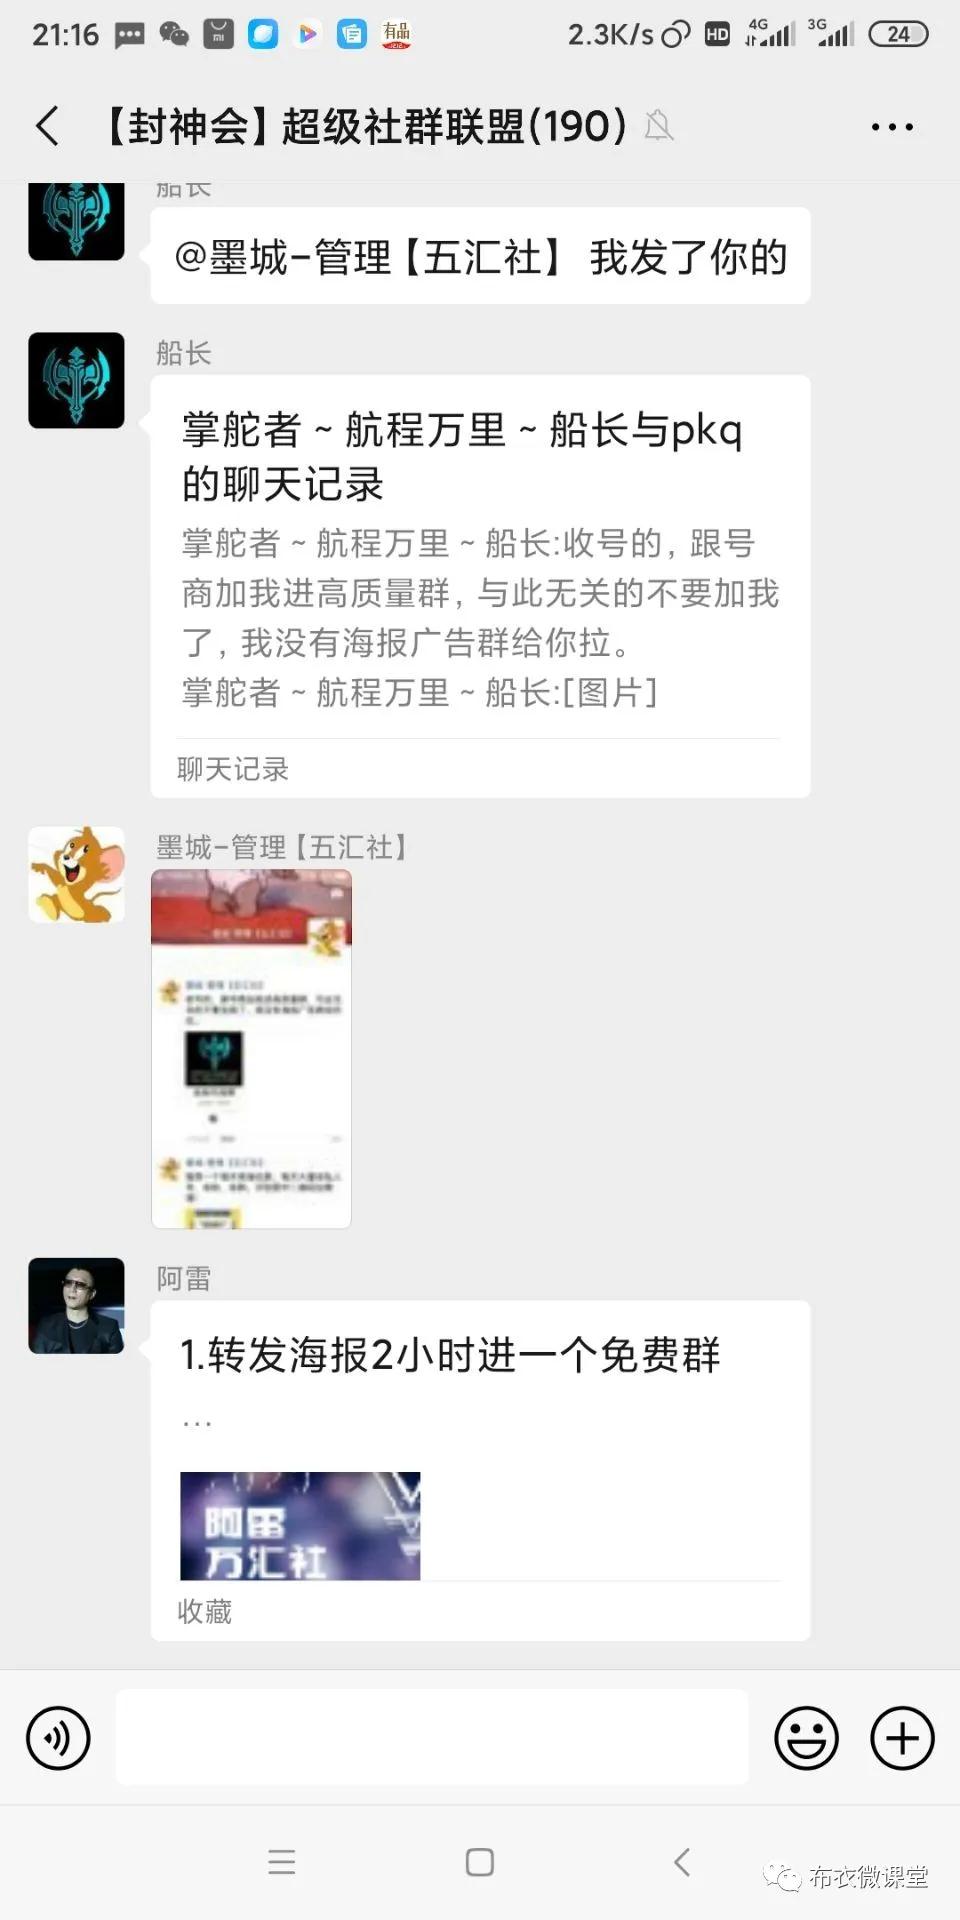 21:16 2.3K/s HD 4G 3G 24
有品
【封神会】超级社群联盟(190)
船长
@墨城-管理【五汇社】 我发了你的
船长
掌舵者~航程万里~船长与pkq
的聊天记录
掌舵者~航程万里~船长:收号的，跟号
商加我进高质量群，与此无关的不要加我
了，我没有海报广告群给你拉。
掌舵者~航程万里~船长:[图片]
聊天记录
墨城-管理【五汇社】
阿雷
1.转发海报2小时进一个免费群
...
阿雷
万汇社
收藏
布衣微课堂